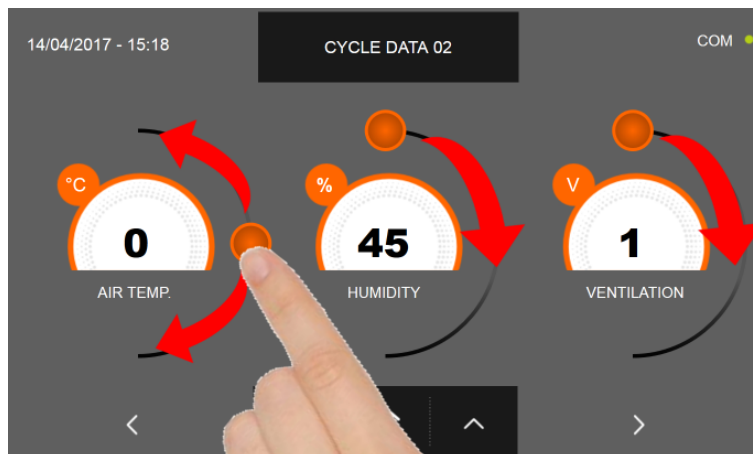 14/04/2017 - 15:18
CYCLE DATA 02
COM
°C
%
V
0
45
1
AIR TEMP.
HUMIDITY
VENTILATION